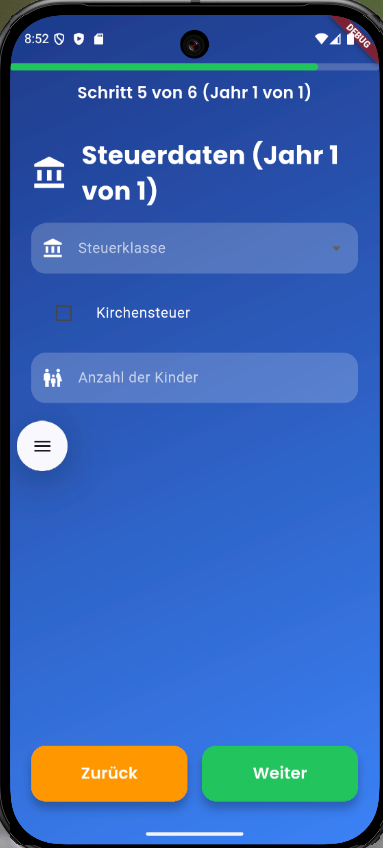 8:52
DEBUG
Schritt 5 von 6 (Jahr 1 von 1)
Steuerdaten (Jahr 1
von 1)
Steuerklasse
Kirchensteuer
Anzahl der Kinder
Zurück
Weiter